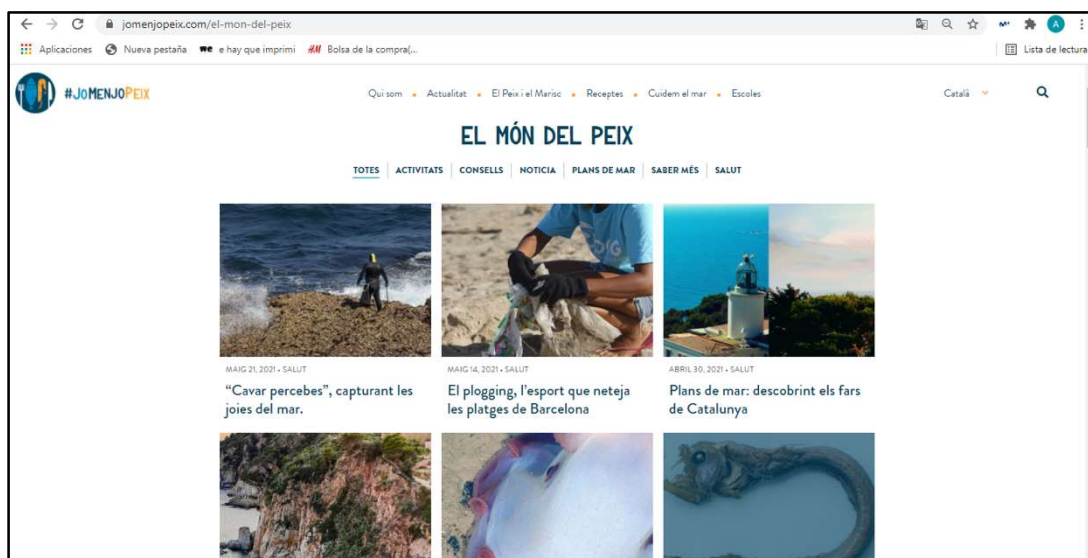 jomenjopeix.com/el-mon-del-peix
A
Aplicaciones Nueva pestaña we e hay que imprimi H&M Bolsa de la compra(... Lista de lectura
#JOMENJOPEIX Qui som • Actualitat • El Peix i el Marisc • Receptes • Cuidem el mar • Escoles Català
EL MÓN DEL PEIX
TOTES | ACTIVITATS | CONSELLS | NOTICIA | PLANS DE MAR | SABER MÉS | SALUT
MAIG 21, 2021 • SALUT MAIG 14, 2021 • SALUT ABRIL 30, 2021 • SALUT
“Cavar percebes”, capturant les El plogging, l’esport que neteja Plans de mar: descobrint els fars
joies del mar. les platges de Barcelona de Catalunya